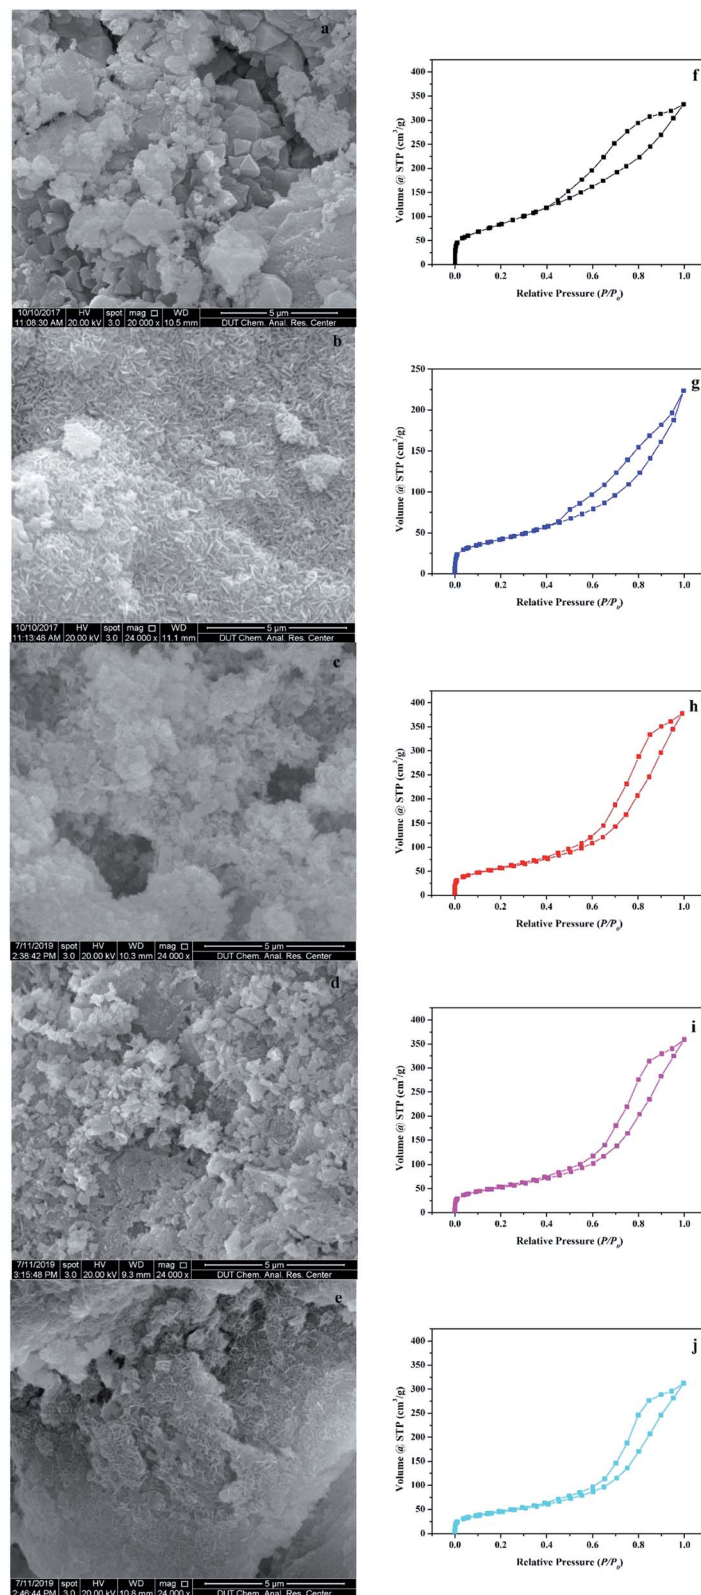 a
10/10/2017 HV spot mag □ WD 5 µm
11:08:30 AM 20.00 kV 3.0 20 000 x 10.5 mm DUT Chem. Anal. Res. Center
f
400
350
300
250
200
150
100
50
0
Volume @ STP (cm³/g)
0.0 0.2 0.4 0.6 0.8 1.0
Relative Pressure (P/P₀)
b
10/10/2017 HV spot mag □ WD 5 µm
11:13:48 AM 20.00 kV 3.0 24 000 x 11.1 mm DUT Chem. Anal. Res. Center
g
250
200
150
100
50
0
Volume @ STP (cm³/g)
0.0 0.2 0.4 0.6 0.8 1.0
Relative Pressure (P/P₀)
c
7/11/2019 spot HV WD mag □ 5 µm
2:38:42 PM 3.0 20.00 kV 10.3 mm 24 000 x DUT Chem. Anal. Res. Center
h
400
350
300
250
200
150
100
50
0
Volume @ STP (cm³/g)
0.0 0.2 0.4 0.6 0.8 1.0
Relative Pressure (P/P₀)
d
7/11/2019 spot HV WD mag □ 5 µm
3:15:48 PM 3.0 20.00 kV 9.3 mm 24 000 x DUT Chem. Anal. Res. Center
i
400
350
300
250
200
150
100
50
0
Volume @ STP (cm³/g)
0.0 0.2 0.4 0.6 0.8 1.0
Relative Pressure (P/P₀)
e
7/11/2019 spot HV WD mag □ 5 µm
2:46:44 PM 3.0 20.00 kV 10.8 mm 24 000 x DUT Chem. Anal. Res. Center
j
400
350
300
250
200
150
100
50
0
Volume @ STP (cm³/g)
0.0 0.2 0.4 0.6 0.8 1.0
Relative Pressure (P/P₀)